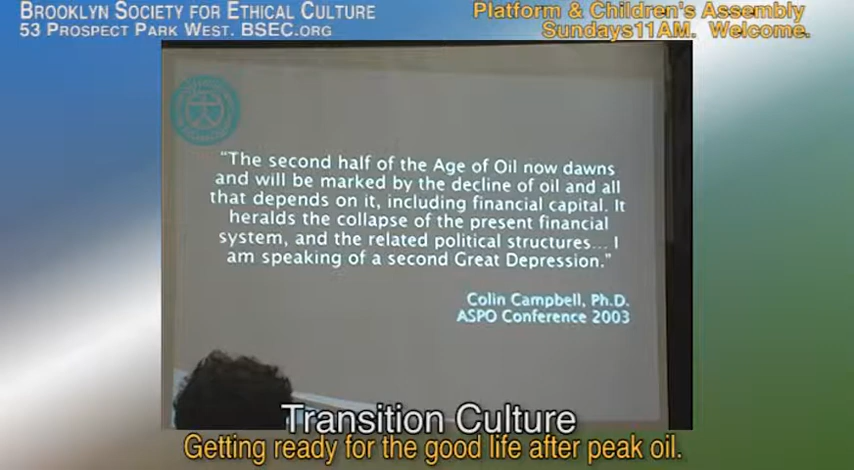 BROOKLYN SOCIETY FOR ETHICAL CULTURE
53 PROSPECT PARK WEST. BSEC.ORG
Platform & Children's Assembly
Sundays11AM. Welcome.
"The second half of the Age of Oil now dawns
and will be marked by the decline of oil and all
that depends on it, including financial capital. It
heralds the collapse of the present financial
system, and the related political structures... I
am speaking of a second Great Depression."
Colin Campbell, Ph.D.
ASPO Conference 2003
Transition Culture
Getting ready for the good life after peak oil.